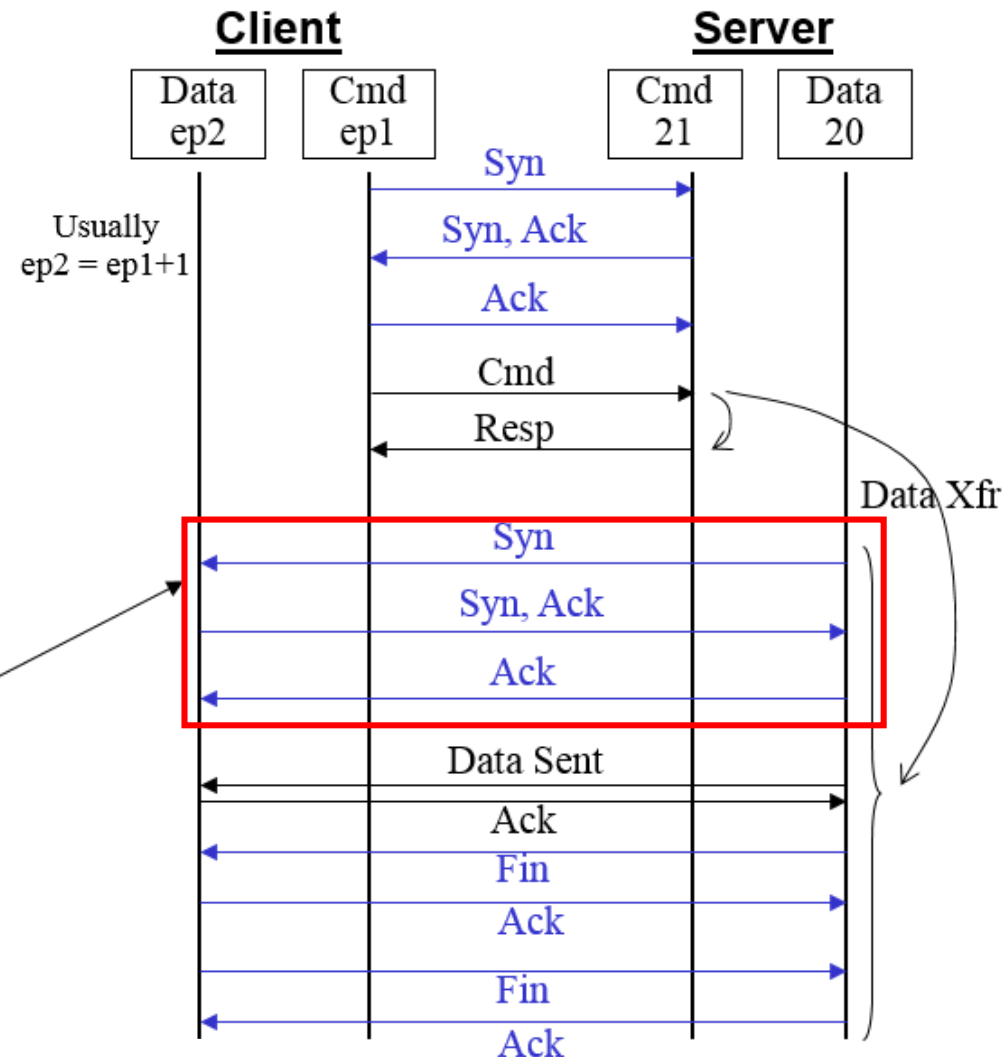 Client
Server
Data
ep2
Cmd
ep1
Cmd
21
Data
20
Syn
Usually
ep2 = ep1+1
Syn, Ack
Ack
Cmd
Resp
Data Xfr
Syn
Syn, Ack
Ack
Data Sent
Ack
Fin
Ack
Fin
Ack